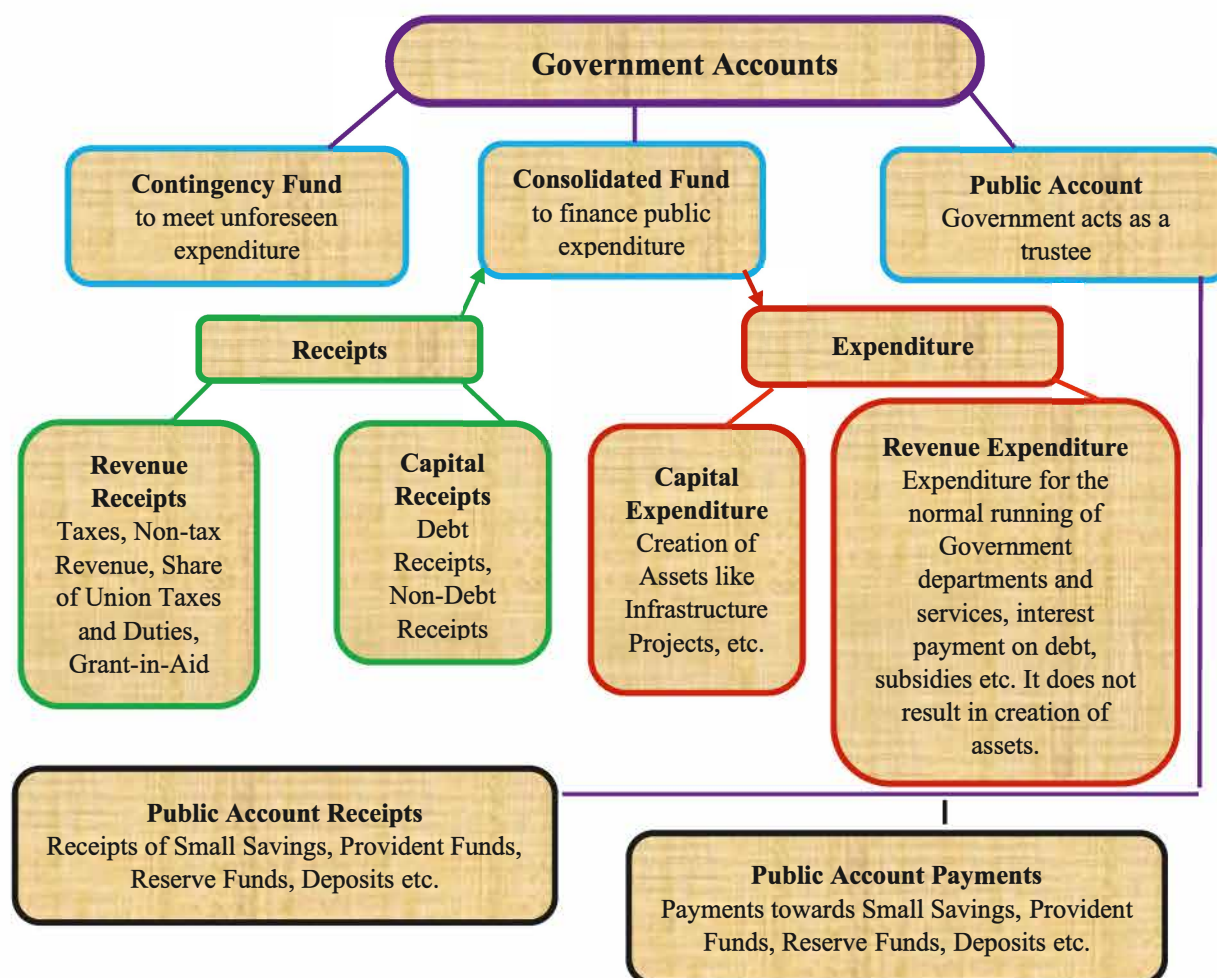 Government Accounts
Contingency Fund
to meet unforeseen
expenditure
Consolidated Fund
to finance public
expenditure
Public Account
Government acts as a
trustee
Receipts
Expenditure
Revenue
Receipts
Taxes, Non-tax
Revenue, Share
of Union Taxes
and Duties,
Grant-in-Aid
Capital
Receipts
Debt
Receipts,
Non-Debt
Receipts
Capital
Expenditure
Creation of
Assets like
Infrastructure
Projects, etc.
Revenue Expenditure
Expenditure for the
normal running of
Government
departments and
services, interest
payment on debt,
subsidies etc. It does not
result in creation of
assets.
Public Account Receipts
Receipts of Small Savings, Provident Funds,
Reserve Funds, Deposits etc.
Public Account Payments
Payments towards Small Savings, Provident
Funds, Reserve Funds, Deposits etc.